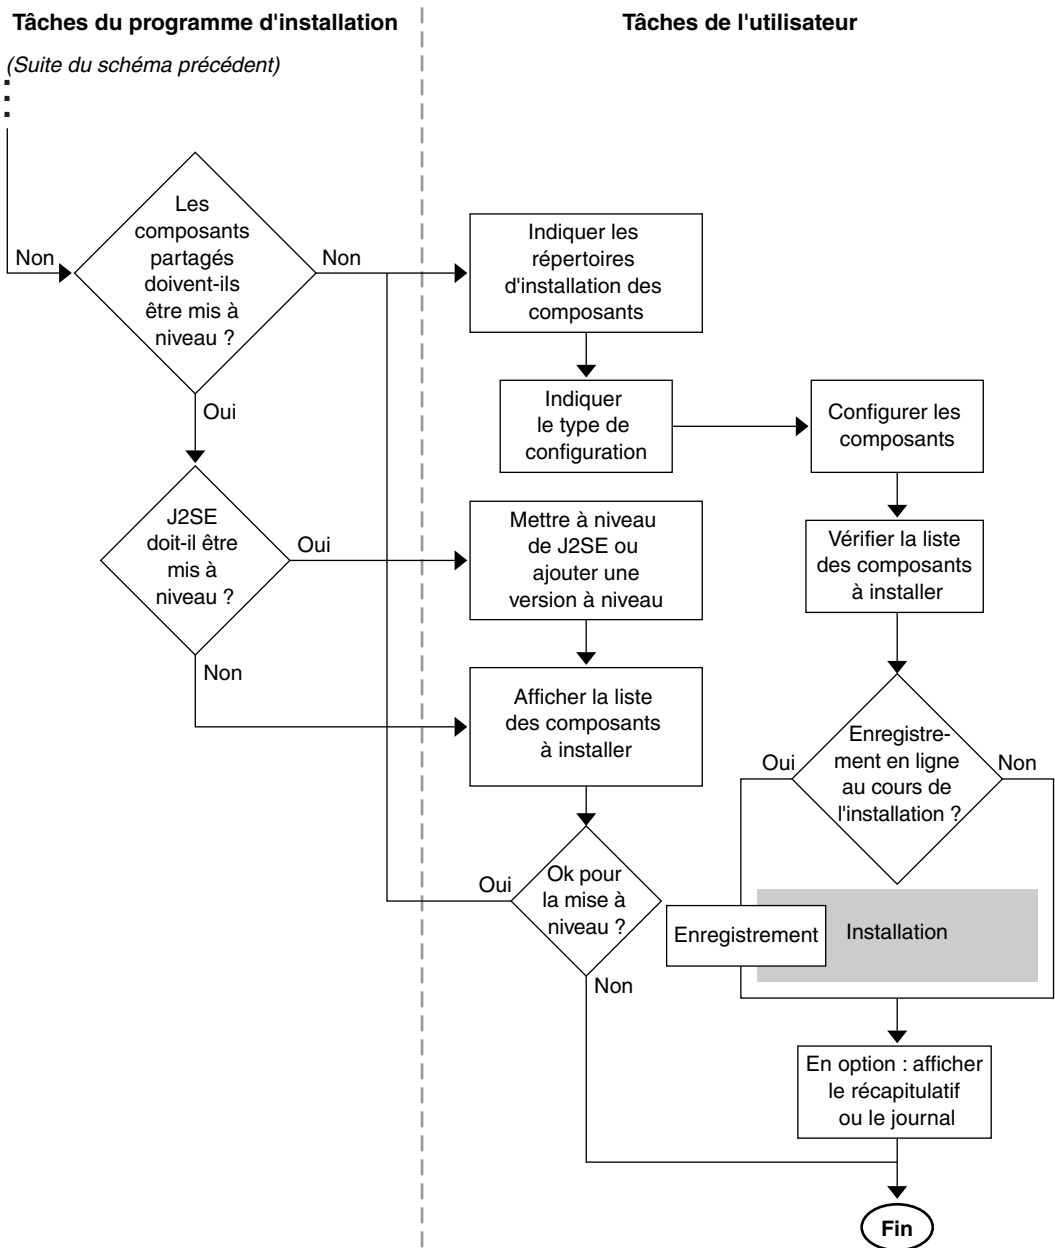 Tâches du programme d'installation
Tâches de l'utilisateur
(Suite du schéma précédent)
Non
Les
composants
partagés
doivent-ils
être mis à
niveau ?
Non
Oui
Indiquer les
répertoires
d'installation des
composants
Indiquer
le type de
configuration
Configurer les
composants
J2SE
doit-il être
mis à
niveau ?
Oui
Non
Mettre à niveau
de J2SE ou
ajouter une
version à niveau
Vérifier la liste
des composants
à installer
Afficher la liste
des composants
à installer
Oui
Enregistre-
ment en ligne
au cours de
l'installation ?
Non
Oui
Ok pour
la mise à
niveau ?
Non
Enregistrement
Installation
En option : afficher
le récapitulatif
ou le journal
Fin